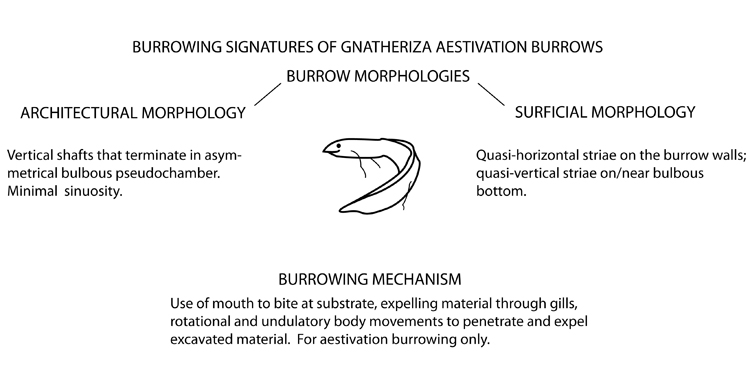 BURROWING SIGNATURES OF GNATHERIZA AESTIVATION BURROWS
BURROW MORPHOLOGIES
ARCHITECTURAL MORPHOLOGY
Vertical shafts that terminate in asym-
metrical bulbous pseudochamber.
Minimal sinuosity.
SURFICIAL MORPHOLOGY
Quasi-horizontal striae on the burrow walls;
quasi-vertical striae on/near bulbous
bottom.
BURROWING MECHANISM
Use of mouth to bite at substrate, expelling material through gills,
rotational and undulatory body movements to penetrate and expel
excavated material. For aestivation burrowing only.